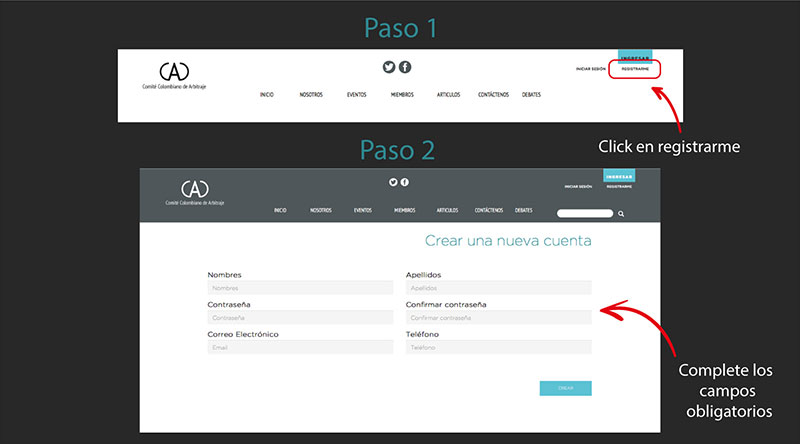 Paso 1
INGRESAR
INICIAR SESIÓN REGISTRARME
CAC
Comité Colombiano de Arbitraje
INICIO NOSOTROS EVENTOS MIEMBROS ARTICULOS CONTÁCTENOS DEBATES
Click en registrarme
Paso 2
INGRESAR
INICIAR SESIÓN REGISTRARME
CAC
Comité Colombiano de Arbitraje
INICIO NOSOTROS EVENTOS MIEMBROS ARTICULOS CONTÁCTENOS DEBATES
Crear una nueva cuenta
Nombres Apellidos
Nombres Apelidos
Contraseña Confirmar contraseña
Contraseña Confirmar contraseña
Correo Electrónico Teléfono
Email Teléfono
CREAR
Complete los
campos
obligatorios